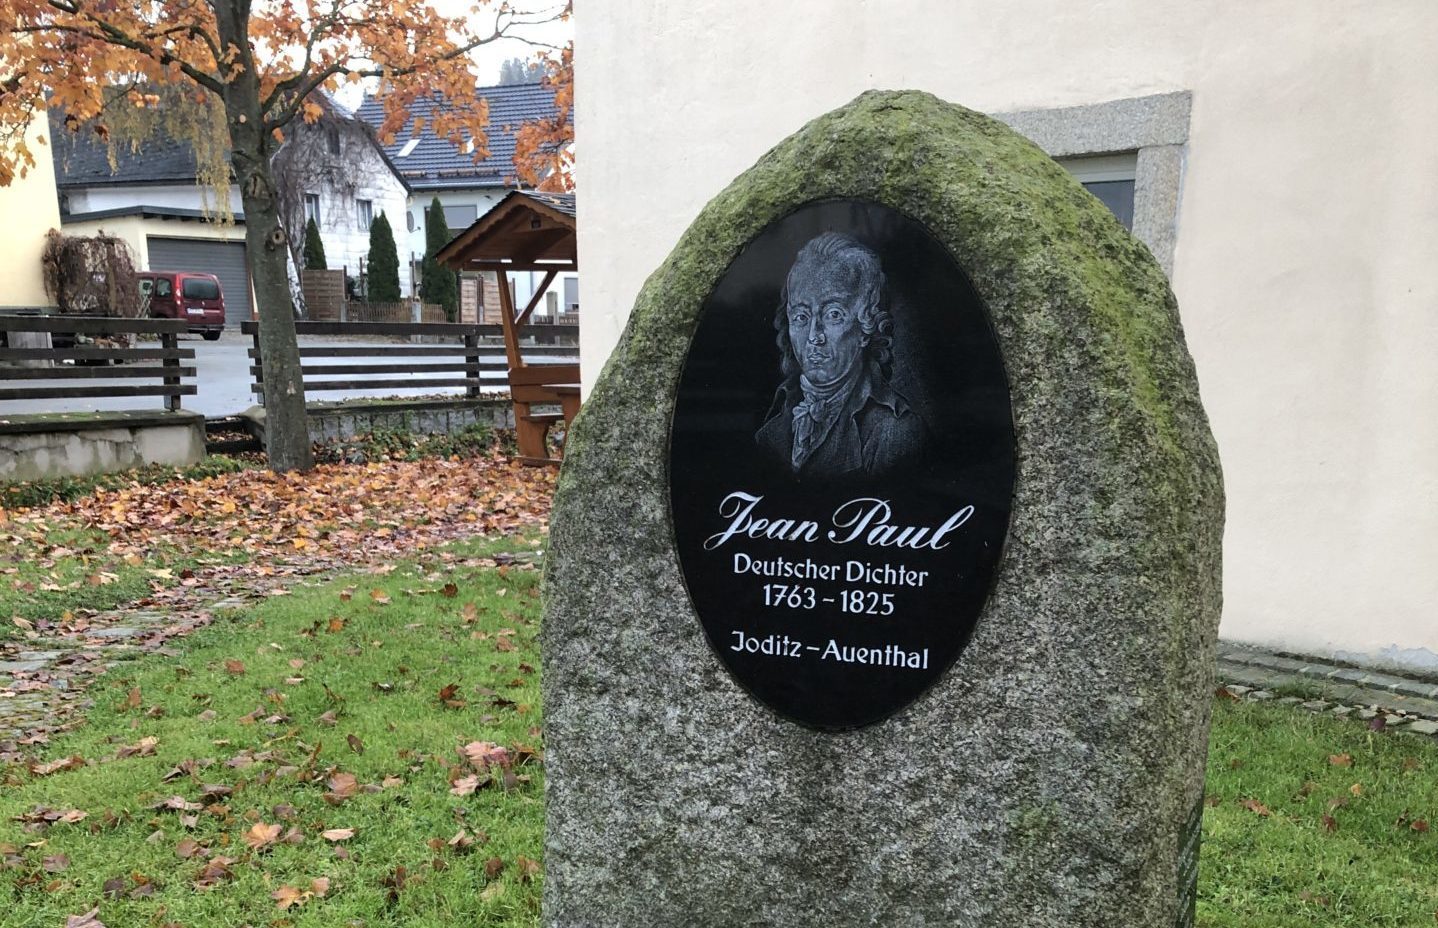 Jean Paul
Deutscher Dichter
1763 – 1825
Joditz – Auenthal